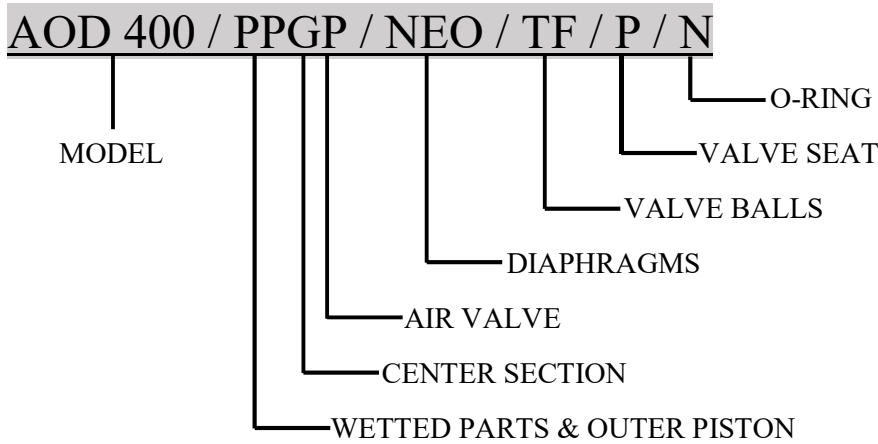 AOD 400 / PPGP / NEO / TF / P / N
O-RING
MODEL
VALVE SEAT
VALVE BALLS
DIAPHRAGMS
AIR VALVE
CENTER SECTION
WETTED PARTS & OUTER PISTON